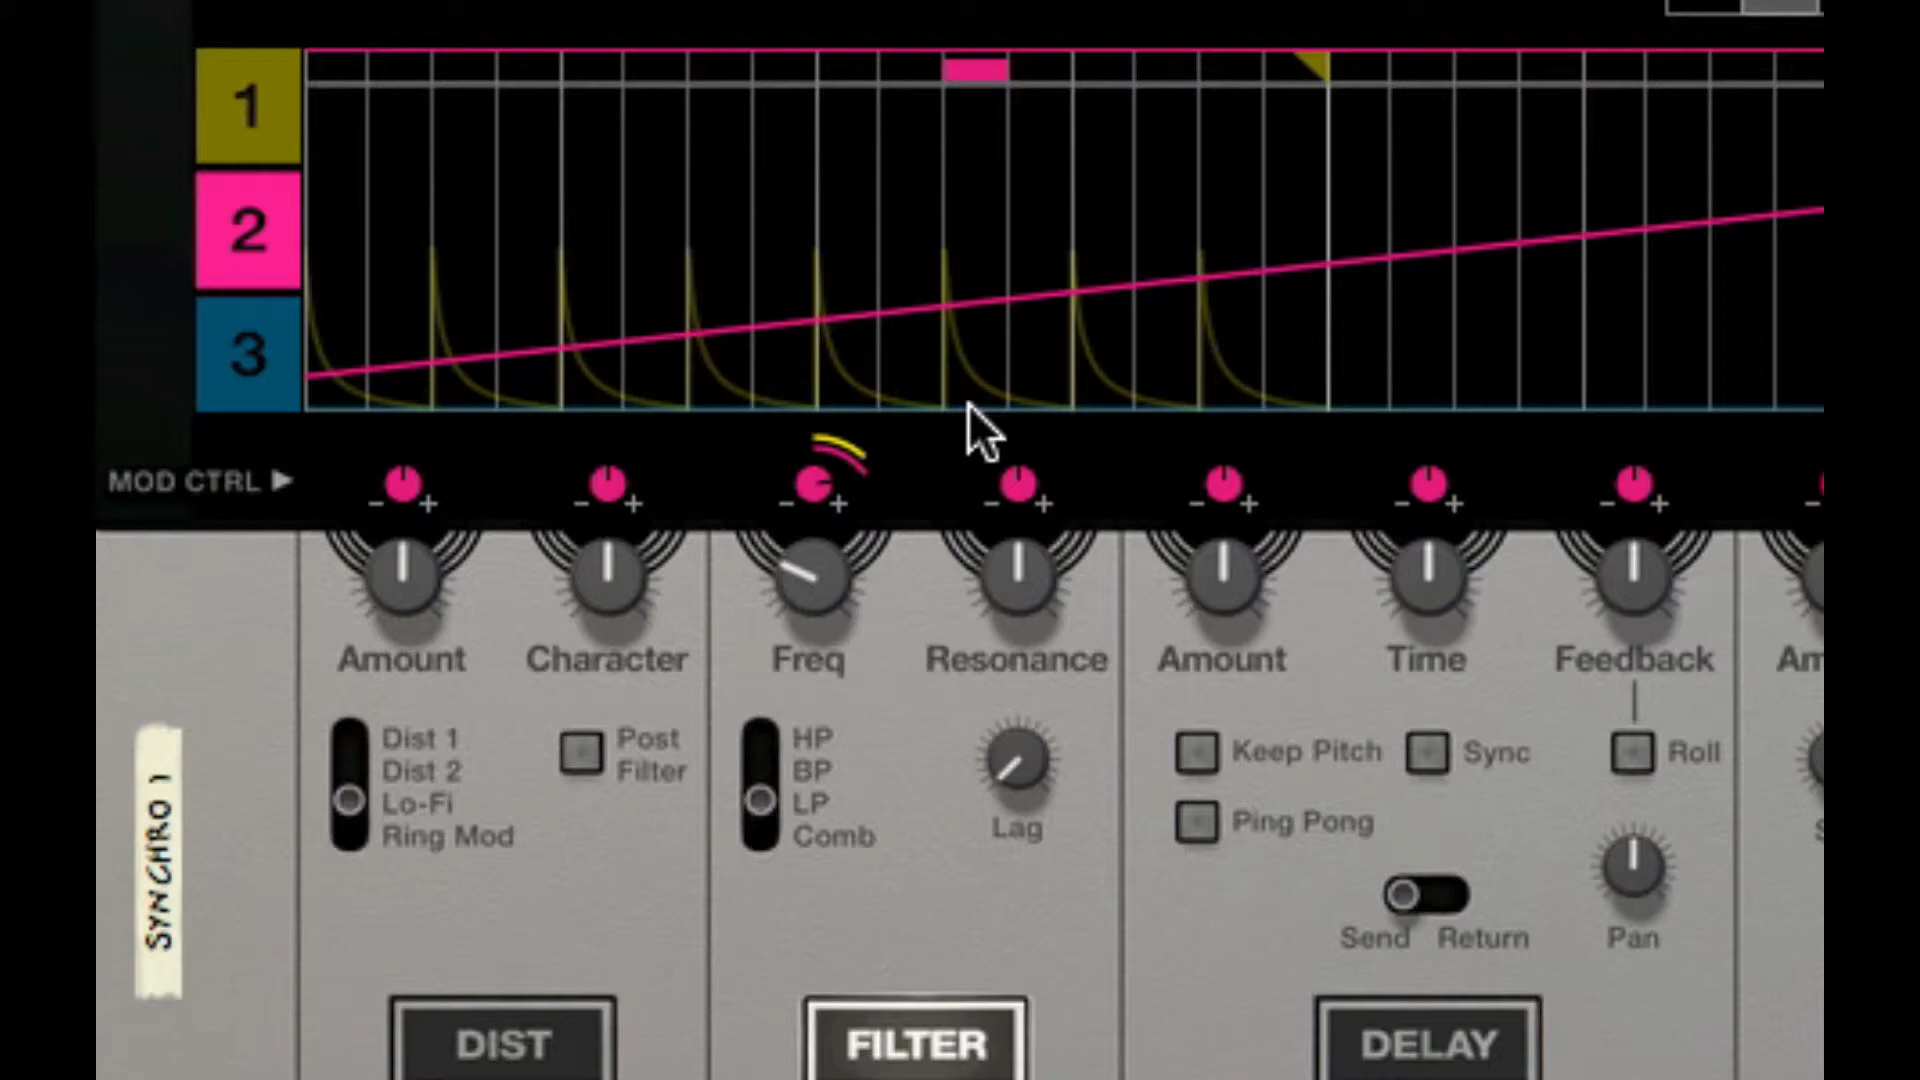 1
2
3
MOD CTRL ▶
- + - + - + - + - + - + - + -
Amount Character Freq Resonance Amount Time Feedback Am
Dist 1
Dist 2
Lo-Fi
Ring Mod
Post
Filter
HP
BP
LP
Comb
Lag
Keep Pitch
Sync
Roll
Ping Pong
Send Return
Pan
SYNCHRO 1
DIST FILTER DELAY